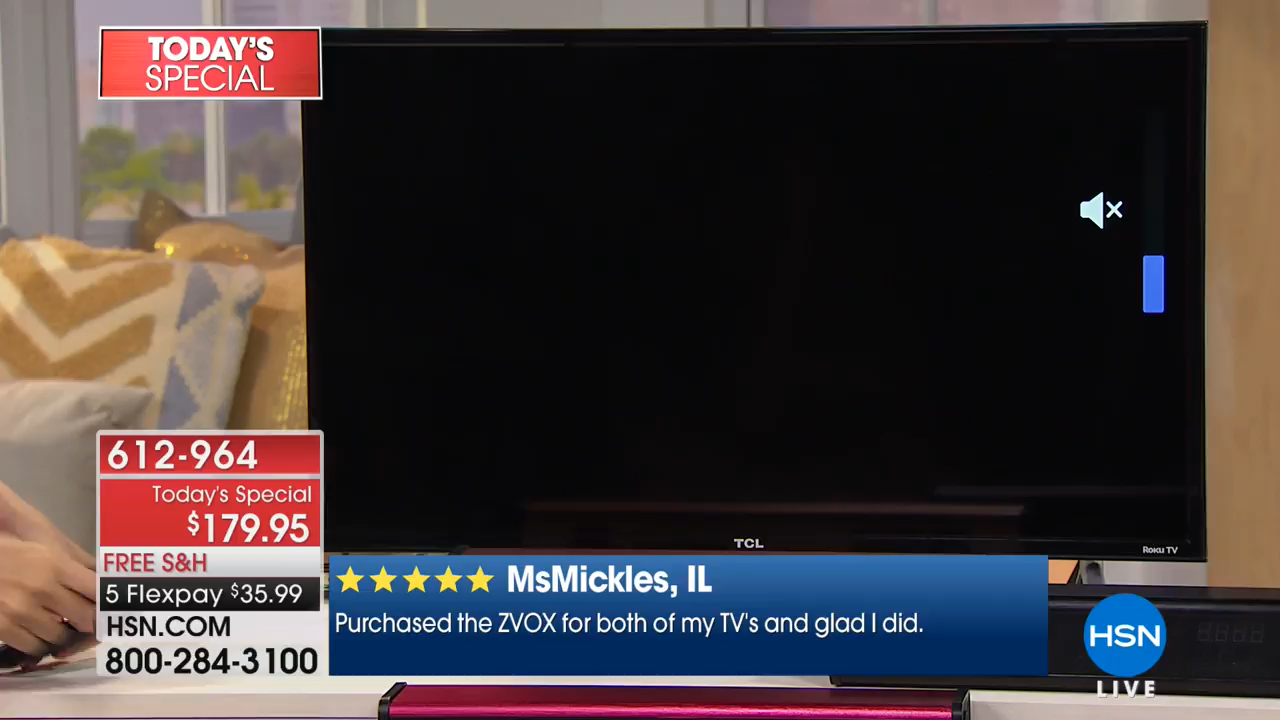 TODAY'S
SPECIAL
612-964
Today's Special
$179.95
FREE S&H
5 Flexpay $35.99
HSN.COM
800-284-3100
TCL
Roku TV
★★★★★ MsMickles, IL
Purchased the ZVOX for both of my TV's and glad I did.
HSN
LIVE